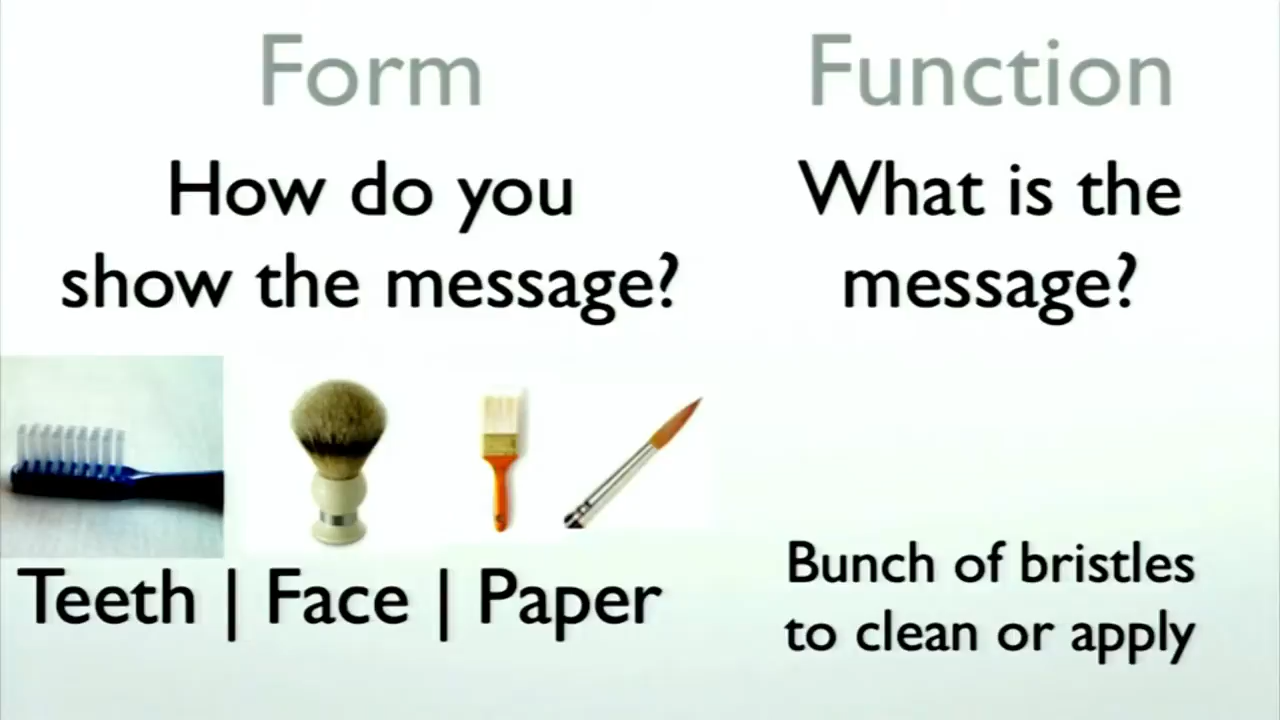 Form
How do you
show the message?
Teeth | Face | Paper
Function
What is the
message?
Bunch of bristles
to clean or apply